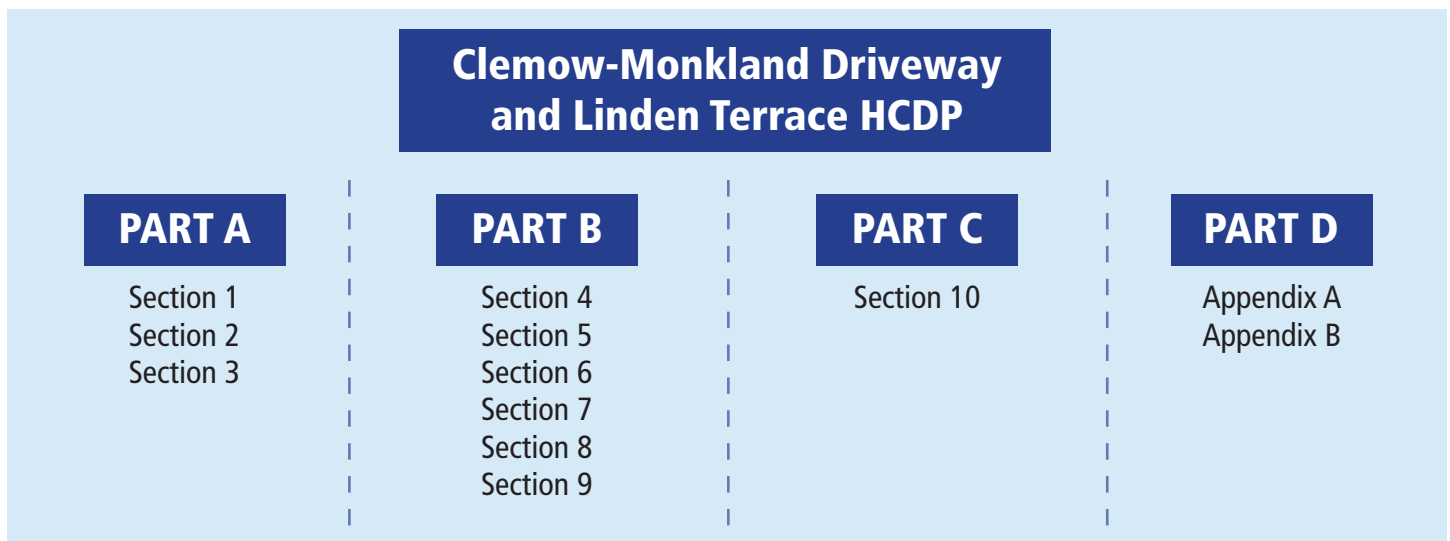 Clemow-Monkland Driveway
and Linden Terrace HCDP
PART A
Section 1
Section 2
Section 3
PART B
Section 4
Section 5
Section 6
Section 7
Section 8
Section 9
PART C
Section 10
PART D
Appendix A
Appendix B